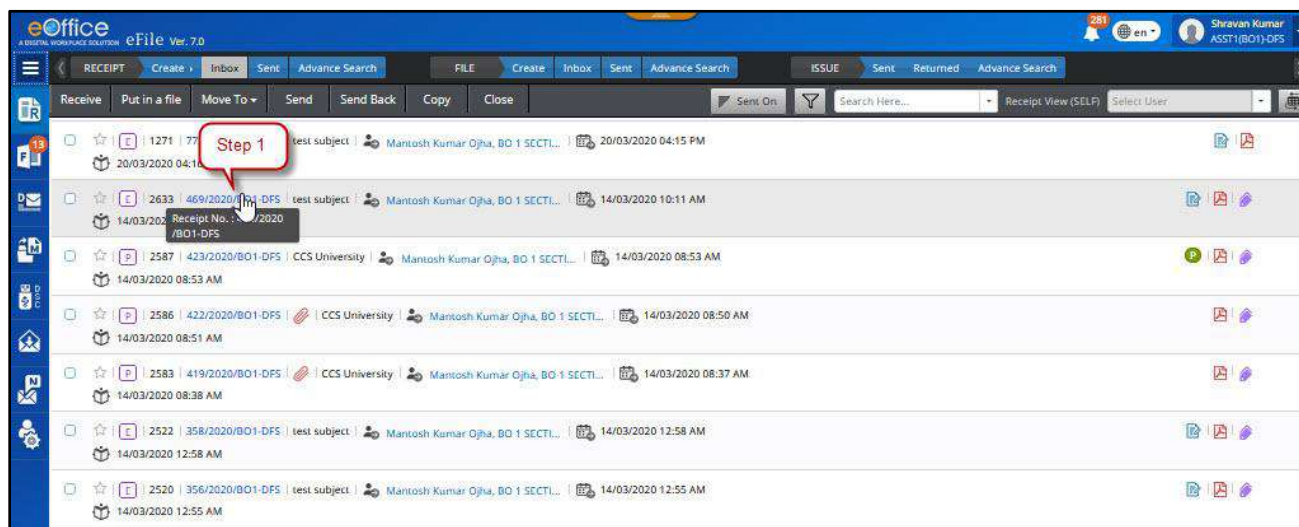 eOffice
A DIGITAL WORKPLACE SOLUTION eFile Ver. 7.0
281 en Shravan Kumar
ASST1(BO1)-DFS
RECEIPT Create Inbox Sent Advance Search FILE Create Inbox Sent Advance Search ISSUE Sent Returned Advance Search
Receive Put in a file Move To Send Send Back Copy Close Sent On Search Here... Receipt View (SELF) Select User
R
13
F
D
M
DSC
N
E 1271 77 test subject Mantosh Kumar Ojha, BO 1 SECTI... 20/03/2020 04:15 PM
20/03/2020 04:16
Step 1
E 2633 469/2020/BO1-DFS test subject Mantosh Kumar Ojha, BO 1 SECTI... 14/03/2020 10:11 AM
14/03/202
Receipt No. : /2020
/BO1-DFS
P 2587 423/2020/BO1-DFS CCS University Mantosh Kumar Ojha, BO 1 SECTI... 14/03/2020 08:53 AM P
14/03/2020 08:53 AM
P 2586 422/2020/BO1-DFS CCS University Mantosh Kumar Ojha, BO 1 SECTI... 14/03/2020 08:50 AM
14/03/2020 08:51 AM
P 2583 419/2020/BO1-DFS CCS University Mantosh Kumar Ojha, BO 1 SECTI... 14/03/2020 08:37 AM
14/03/2020 08:38 AM
E 2522 358/2020/BO1-DFS test subject Mantosh Kumar Ojha, BO 1 SECTI... 14/03/2020 12:58 AM
14/03/2020 12:58 AM
E 2520 356/2020/BO1-DFS test subject Mantosh Kumar Ojha, BO 1 SECTI... 14/03/2020 12:55 AM
14/03/2020 12:55 AM